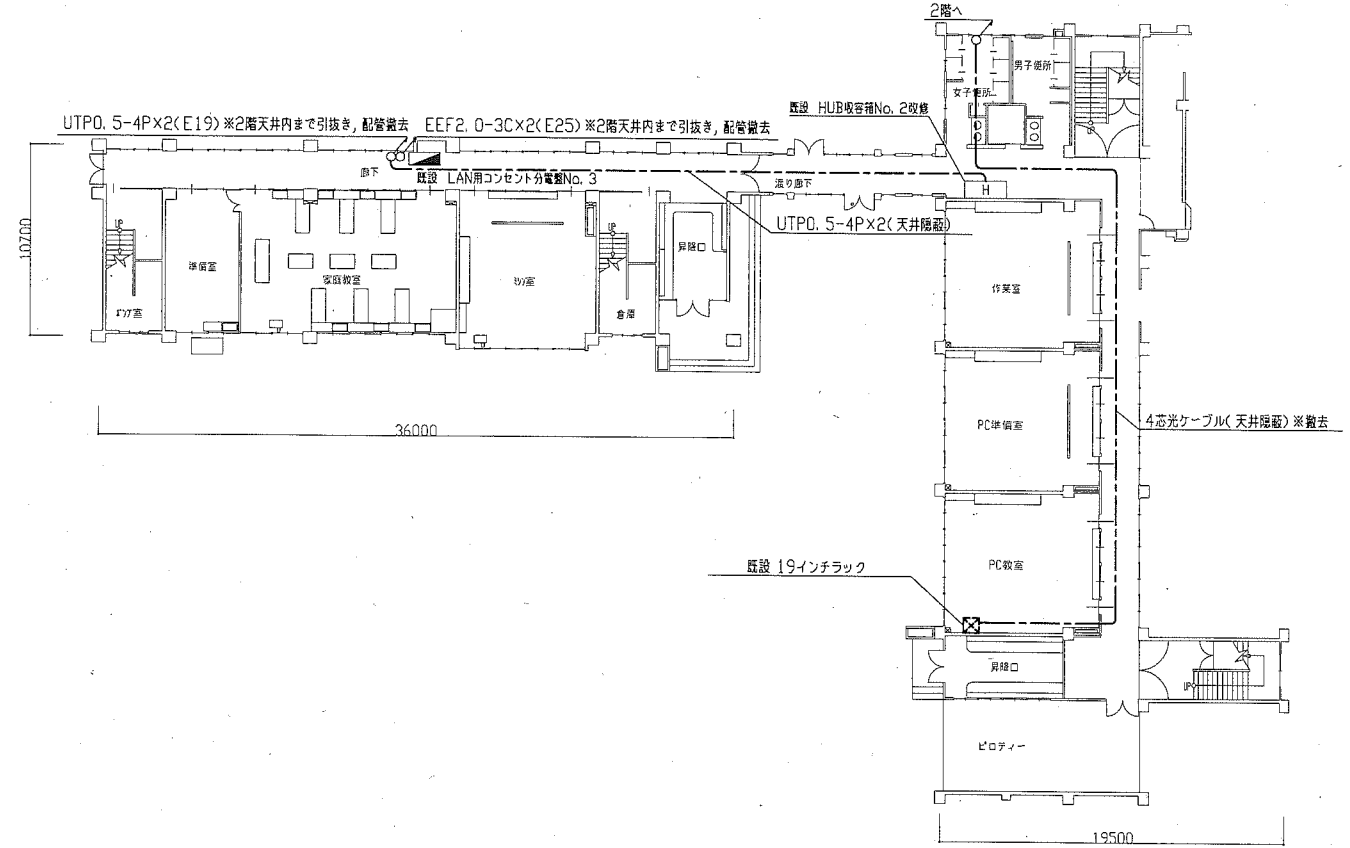 2階へ
男子便所
女子便所
既設 HUB収容箱No. 2改修
UTP0. 5-4P×2(E19) ※2階天井内まで引抜き, 配管撤去
EEF2. 0-3C×2(E25) ※2階天井内まで引抜き, 配管撤去
廊下
既設 LAN用コンセント分電盤No. 3
渡り廊下
H
UTP0. 5-4P×2(天井隠蔽)
10700
UP
準備室
家庭教室
ミシン室
UP
倉庫
昇降口
ポンプ室
作業室
PC準備室
4芯光ケーブル(天井隠蔽) ※撤去
36000
既設 19インチラック
PC教室
昇降口
UP
ピロティー
19500